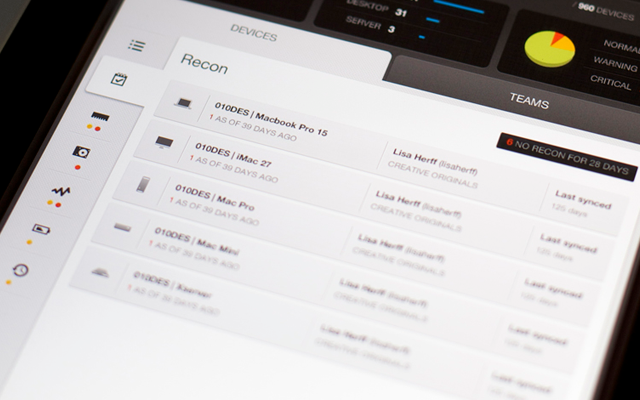 DESKTOP 31
SERVER 3
/ 960 DEVICES
NORMAL
WARNING
CRITICAL
DEVICES
TEAMS
Recon
6 NO RECON FOR 28 DAYS
010DES | Macbook Pro 15
1 AS OF 39 DAYS AGO
Lisa Herff (lisaherff)
CREATIVE ORIGINALS
Last synced
125 days
010DES | iMac 27
1 AS OF 39 DAYS AGO
Lisa Herff (lisaherff)
CREATIVE ORIGINALS
Last synced
125 days
010DES | Mac Pro
1 AS OF 39 DAYS AGO
Lisa Herff (lisaherff)
CREATIVE ORIGINALS
Last synced
125 days
010DES | Mac Mini
1 AS OF 39 DAYS AGO
Lisa Herff (lisaherff)
CREATIVE ORIGINALS
Last synced
010DES | Xserver
1 AS OF 39 DAYS AGO
Lisa Herff (lisaherff)
CREATIVE ORIGINALS
Last synced